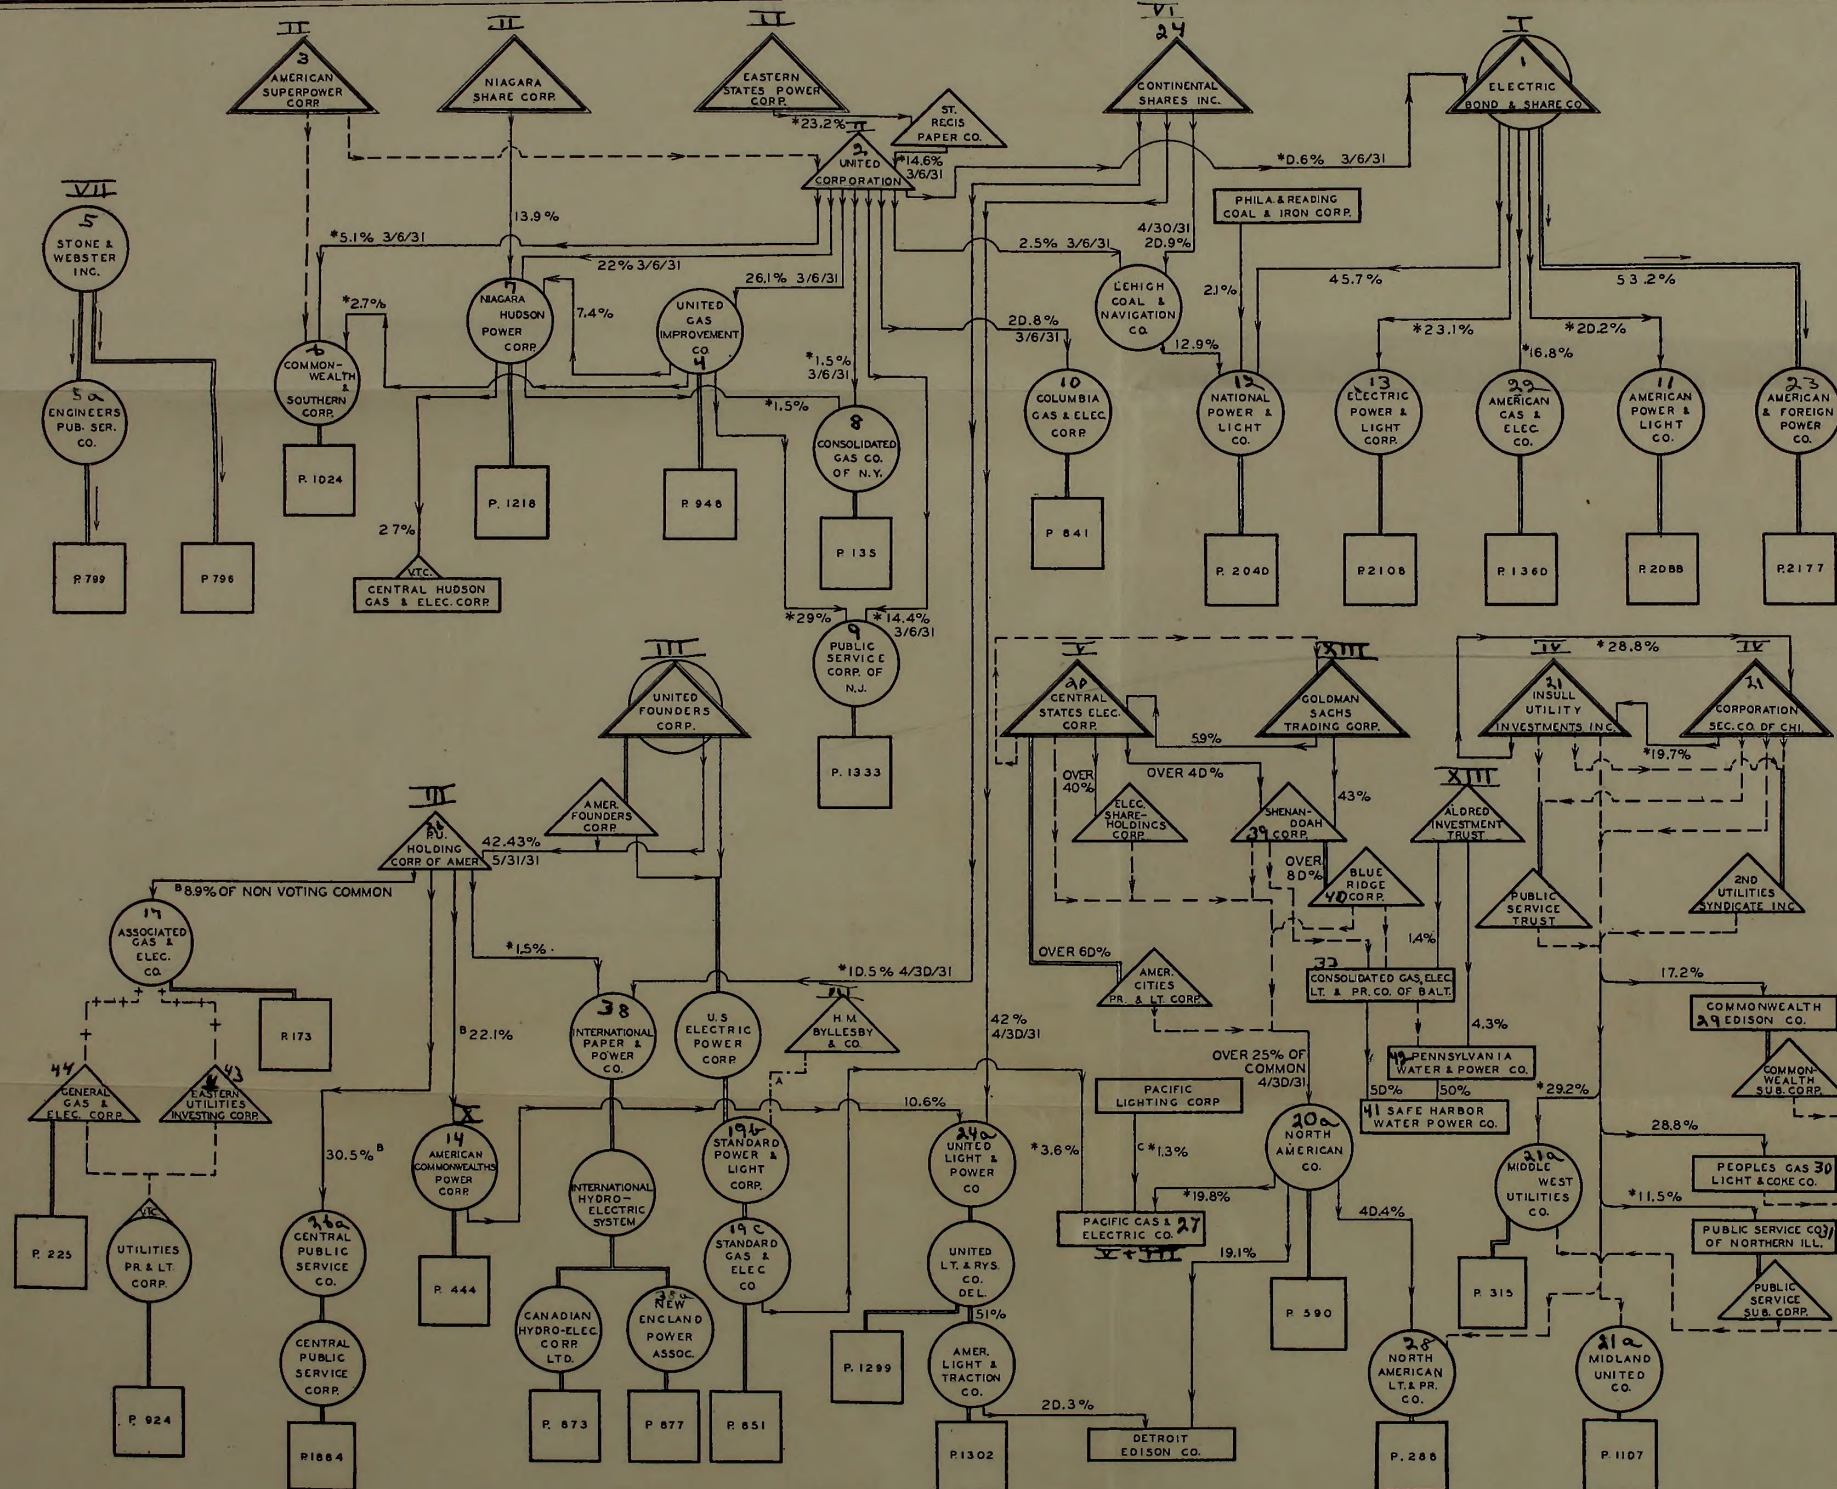 II
3
AMERICAN
SUPERPOWER
CORP.
II
NIAGARA
SHARE CORP.
II
EASTERN
STATES POWER
CORP.
*23.2%
ST.
REGIS
PAPER CO.
*14.6%
3/6/31
VI
24
CONTINENTAL
SHARES INC.
I
1
ELECTRIC
BOND & SHARE CO
II
2
UNITED
CORPORATION
*0.6% 3/6/31
PHILA. & READING
COAL & IRON CORP.
VII
5
STONE &
WEBSTER
INC.
13.9%
*5.1% 3/6/31
22% 3/6/31
26.1% 3/6/31
2.5% 3/6/31
4/30/31
20.9%
2.1%
45.7%
53.2%
*2.7%
7
NIAGARA
HUDSON
POWER
CORP.
7.4%
UNITED
GAS
IMPROVEMENT
CO.
4
*1.5%
3/6/31
20.8%
3/6/31
LEHIGH
COAL &
NAVIGATION
CO.
12.9%
*23.1%
*16.8%
*20.2%
6
COMMON-
WEALTH
&
SOUTHERN
CORP.
*1.5%
5a
ENGINEERS
PUB. SER.
CO.
8
CONSOLIDATED
GAS CO.
OF N.Y.
10
COLUMBIA
GAS & ELEC.
CORP.
12
NATIONAL
POWER &
LIGHT
CO.
13
ELECTRIC
POWER &
LIGHT
CORP.
22
AMERICAN
GAS &
ELEC.
CO.
11
AMERICAN
POWER &
LIGHT
CO.
23
AMERICAN
& FOREIGN
POWER
CO.
P. 1024
P. 1218
P. 948
P. 135
P 841
P. 799
P 796
27%
V.T.C.
CENTRAL HUDSON
GAS & ELEC. CORP.
P. 2040
P.2108
P. 1360
P.2088
P.2177
*29%
*14.4%
3/6/31
9
PUBLIC
SERVICE
CORP. OF
N.J.
P. 1333
III
UNITED
FOUNDERS
CORP.
AMER.
FOUNDERS
CORP.
V
20
CENTRAL
STATES ELEC.
CORP.
XIII
GOLDMAN
SACHS
TRADING CORP.
5.9%
*28.8%
IV
21
INSULL
UTILITY
INVESTMENTS INC.
IV
21
CORPORATION
SEC. CO. OF CHI.
*19.7%
OVER
40%
OVER 40%
43%
ELEC.
SHARE-
HOLDINGS
CORP.
SHENAN-
DOAH
39 CORP.
XIII
ALDRED
INVESTMENT
TRUST
OVER
80%
BLUE
RIDGE
40 CORP.
PUBLIC
SERVICE
TRUST
2ND
UTILITIES
SYNDICATE INC
III
P.U.
HOLDING
CORP. OF AMER.
42.43%
5/31/31
B 8.9% OF NON VOTING COMMON
17
ASSOCIATED
GAS &
ELEC.
CO.
P. 173
*1.5%
*10.5% 4/30/31
OVER 60%
AMER.
CITIES
PR. & LT. CORP.
1.4%
CONSOLIDATED GAS, ELEC.
LT. & PR. CO. OF BALT.
4.3%
17.2%
COMMONWEALTH
29 EDISON CO.
COMMON-
WEALTH
SUB. CORP.
38
INTERNATIONAL
PAPER &
POWER
CO.
U.S
ELECTRIC
POWER
CORP.
H. M.
BYLLESBY
& CO.
A
42%
4/30/31
OVER 25% OF
COMMON
4/30/31
42 PENNSYLVANIA
WATER & POWER CO.
50%
50%
41 SAFE HARBOR
WATER POWER CO.
*29.2%
B 22.1%
44
GENERAL
GAS &
ELEC. CORP.
43
EASTERN
UTILITIES
INVESTING CORP.
X
14
AMERICAN
COMMONWEALTHS
POWER
CORP.
30.5% B
10.6%
19b
STANDARD
POWER &
LIGHT
CORP.
24a
UNITED
LIGHT &
POWER
CO
*3.6%
PACIFIC
LIGHTING CORP
C *1.3%
20a
NORTH
AMERICAN
CO.
*19.8%
40.4%
PACIFIC GAS & 27
ELECTRIC CO.
V + VII
19.1%
21a
MIDDLE
WEST
UTILITIES
CO.
28.8%
PEOPLES GAS 30
LIGHT & COKE CO.
*11.5%
PUBLIC SERVICE CO 31
OF NORTHERN ILL.
PUBLIC
SERVICE
SUB. CORP.
P. 225
V.T.C.
UTILITIES
PR. & LT.
CORP.
26a
CENTRAL
PUBLIC
SERVICE
CO.
INTERNATIONAL
HYDRO-
ELECTRIC
SYSTEM
19c
STANDARD
GAS &
ELEC
CO
UNITED
LT. & RYS.
CO.
DEL.
P. 444
P. 590
P. 315
CENTRAL
PUBLIC
SERVICE
CORP.
CANADIAN
HYDRO-ELEC.
CORP.
LTD.
38a
NEW
ENGLAND
POWER
ASSOC.
51%
P. 1299
AMER.
LIGHT &
TRACTION
CO.
28
NORTH
AMERICAN
LT. & PR.
CO.
21a
MIDLAND
UNITED
CO.
P. 924
P.1884
P. 873
P 877
P. 851
P.1302
20.3%
DETROIT
EDISON CO.
P. 288
P. 1107